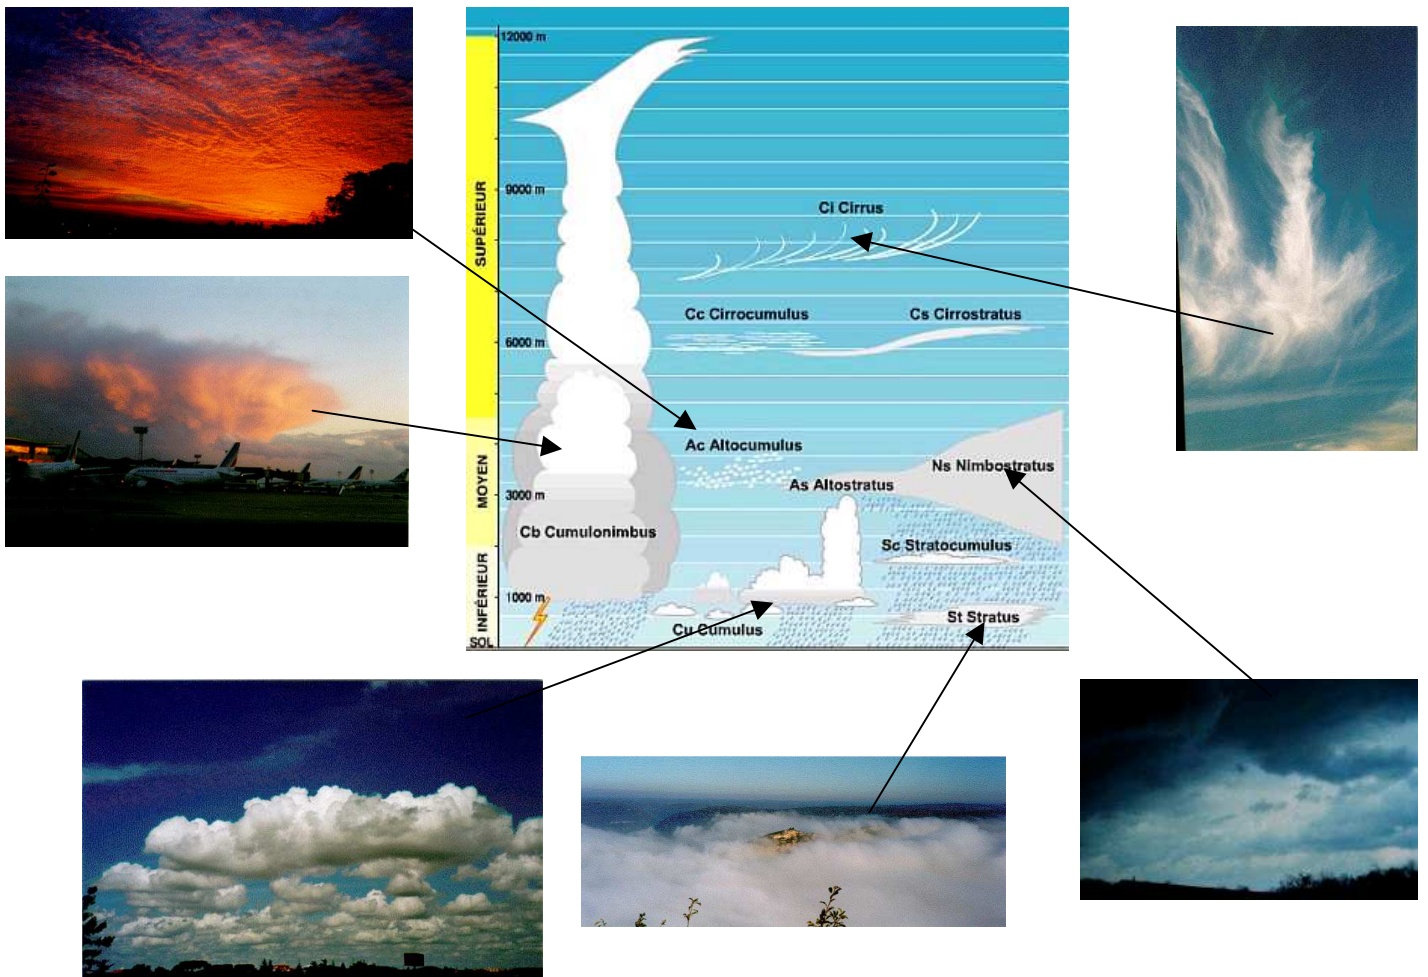 12000 m
SUPÉRIEUR
9000 m
Ci Cirrus
Cc Cirrocumulus
Cs Cirrostratus
6000 m
Ac Altocumulus
MOYEN
Ns Nimbostratus
As Altostratus
3000 m
Cb Cumulonimbus
Sc Stratocumulus
INFÉRIEUR
1000 m
St Stratus
Cu Cumulus
SOL